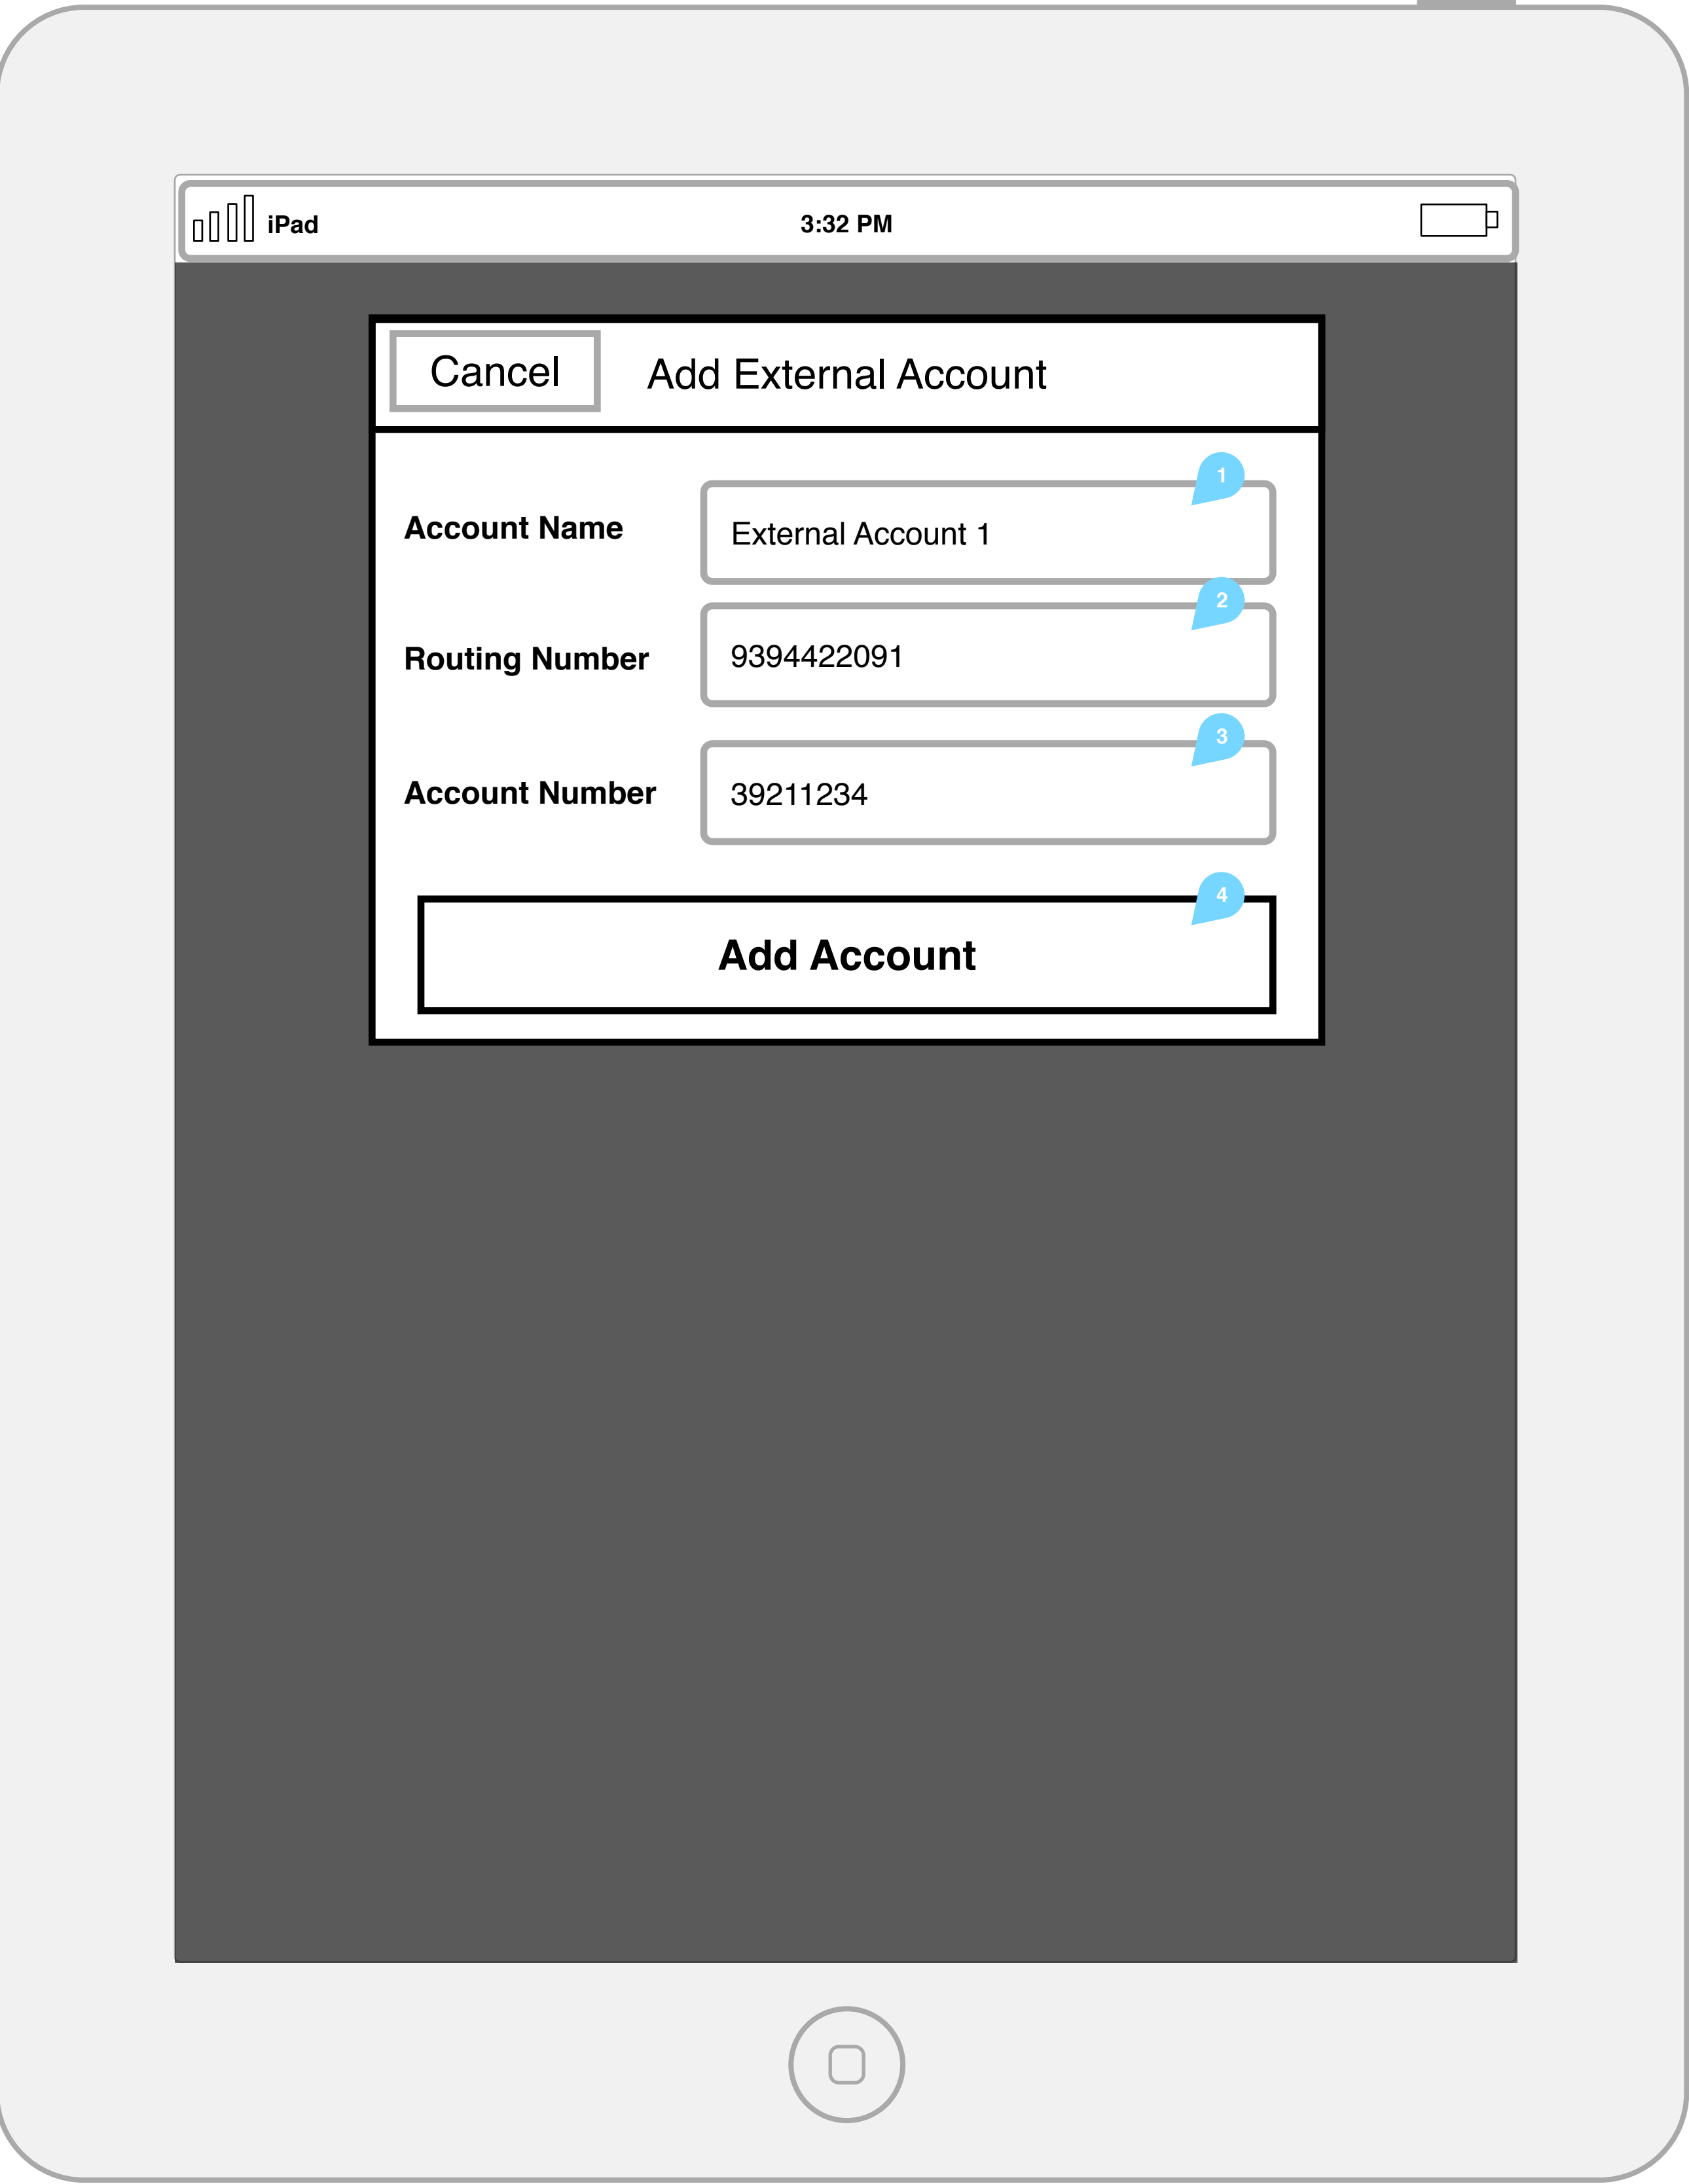 iPad
3:32 PM
Cancel
Add External Account
1
Account Name
External Account 1
2
Routing Number
9394422091
3
Account Number
39211234
4
Add Account